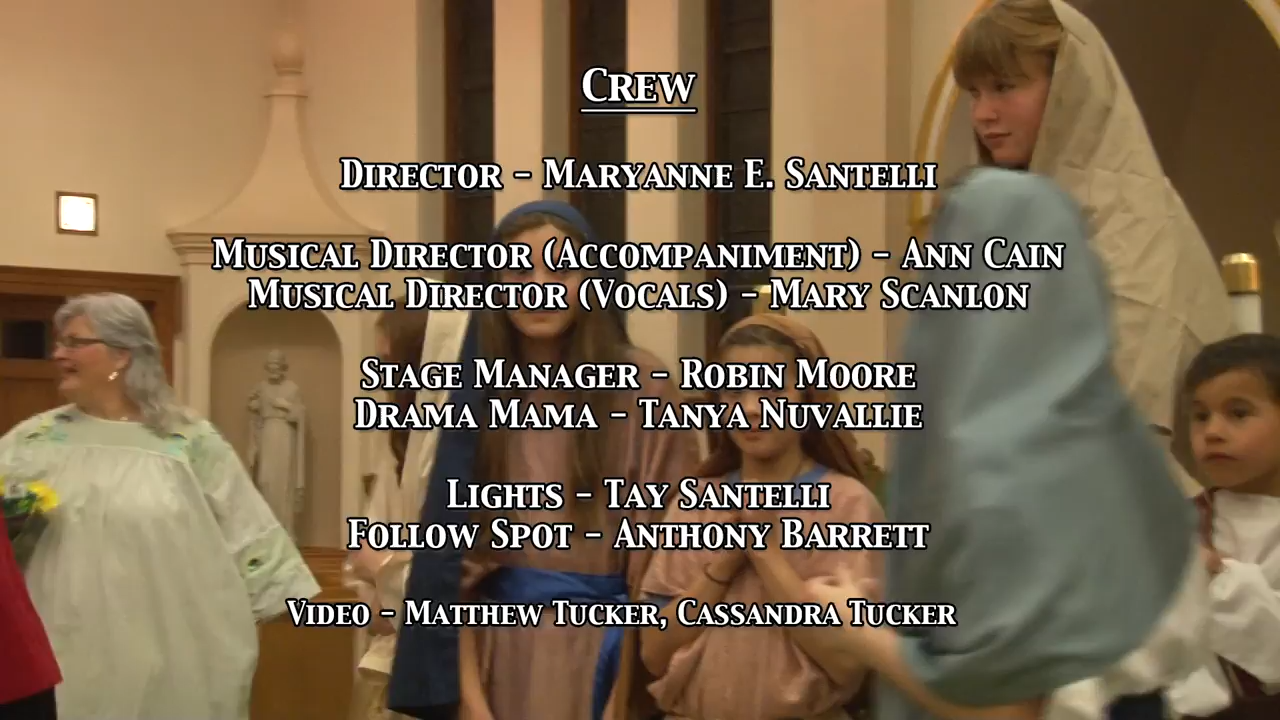 Crew
Director - Maryanne E. Santelli
Musical Director (Accompaniment) - Ann Cain
Musical Director (Vocals) - Mary Scanlon
Stage Manager - Robin Moore
Drama Mama - Tanya Nuvallie
Lights - Tay Santelli
Follow Spot - Anthony Barrett
Video - Matthew Tucker, Cassandra Tucker